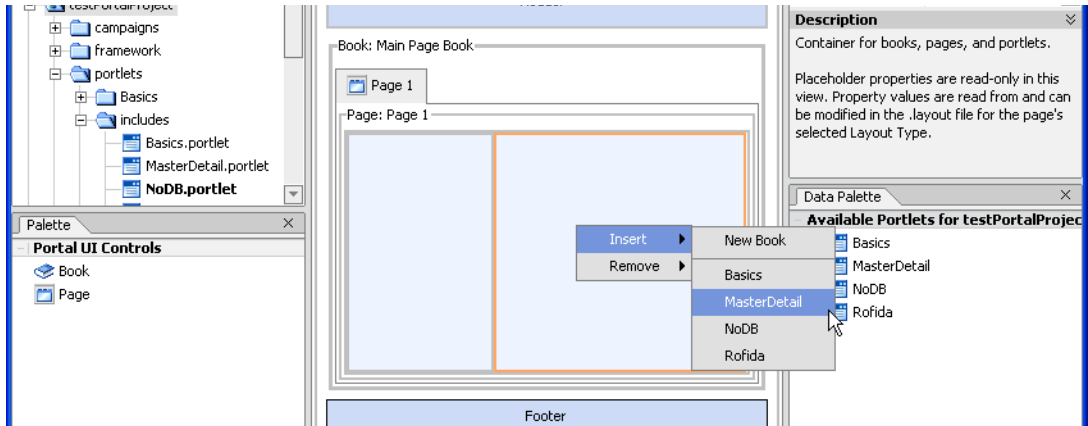 testPortalProject
campaigns
framework
portlets
Basics
includes
Basics.portlet
MasterDetail.portlet
NoDB.portlet
Palette
Portal UI Controls
Book
Page
Book: Main Page Book
Page 1
Page: Page 1
Insert
Remove
New Book
Basics
MasterDetail
NoDB
Rofida
Footer
Description
Container for books, pages, and portlets.
Placeholder properties are read-only in this
view. Property values are read from and can
be modified in the .layout file for the page's
selected Layout Type.
Data Palette
Available Portlets for testPortalProjec
Basics
MasterDetail
NoDB
Rofida